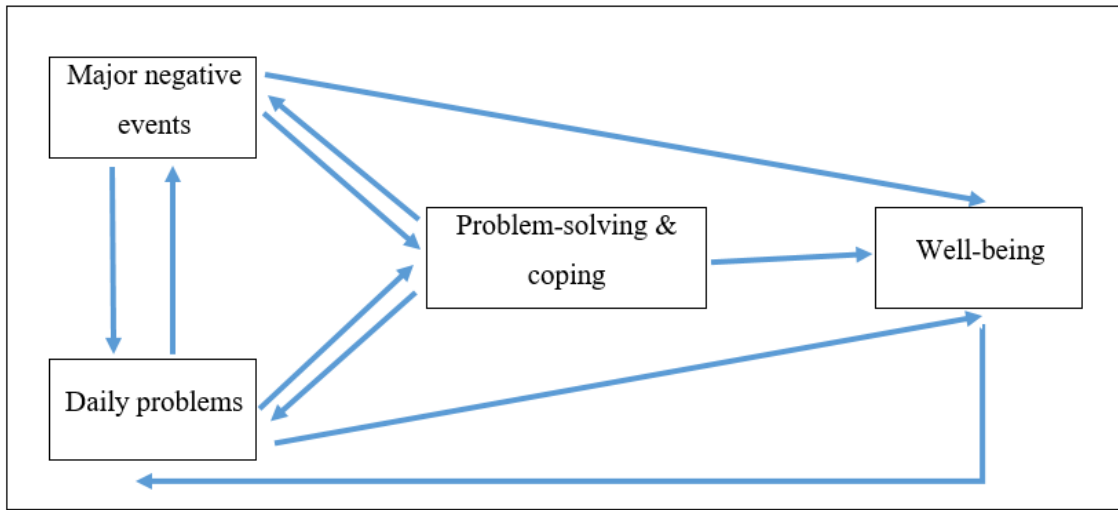 Major negative
events
Problem-solving &
coping
Well-being
Daily problems